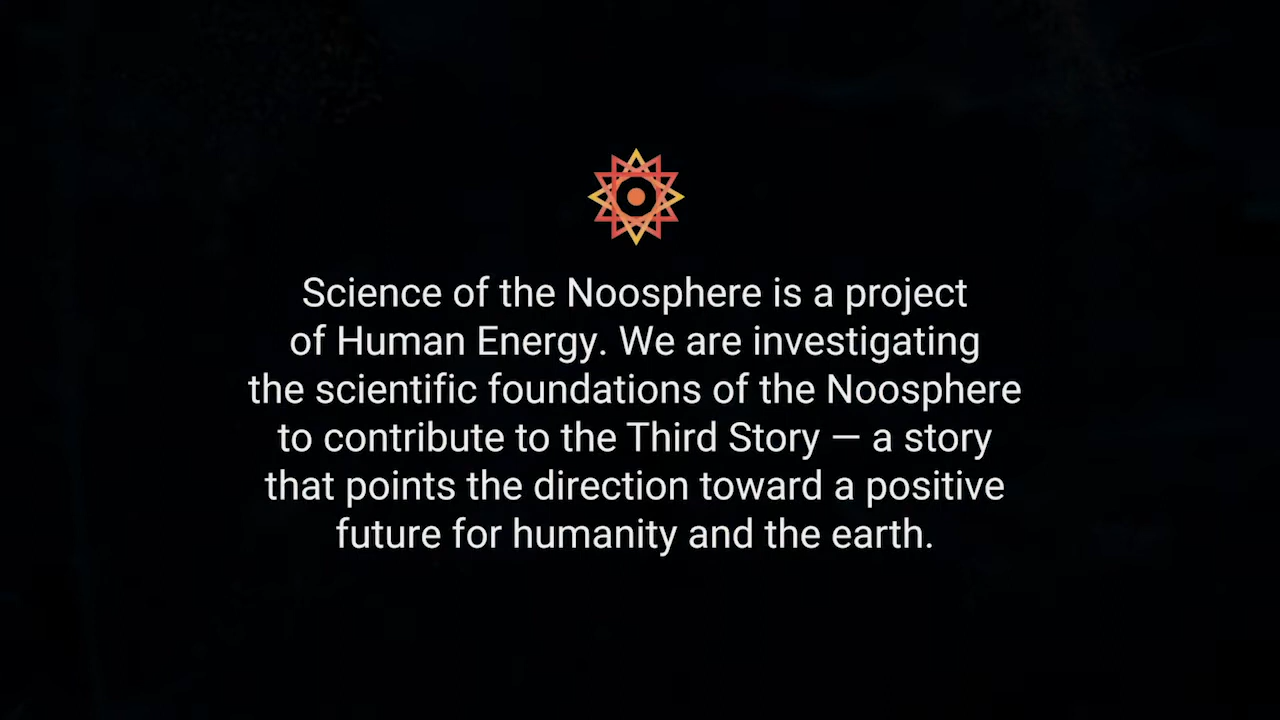 Science of the Noosphere is a project
of Human Energy. We are investigating
the scientific foundations of the Noosphere
to contribute to the Third Story — a story
that points the direction toward a positive
future for humanity and the earth.